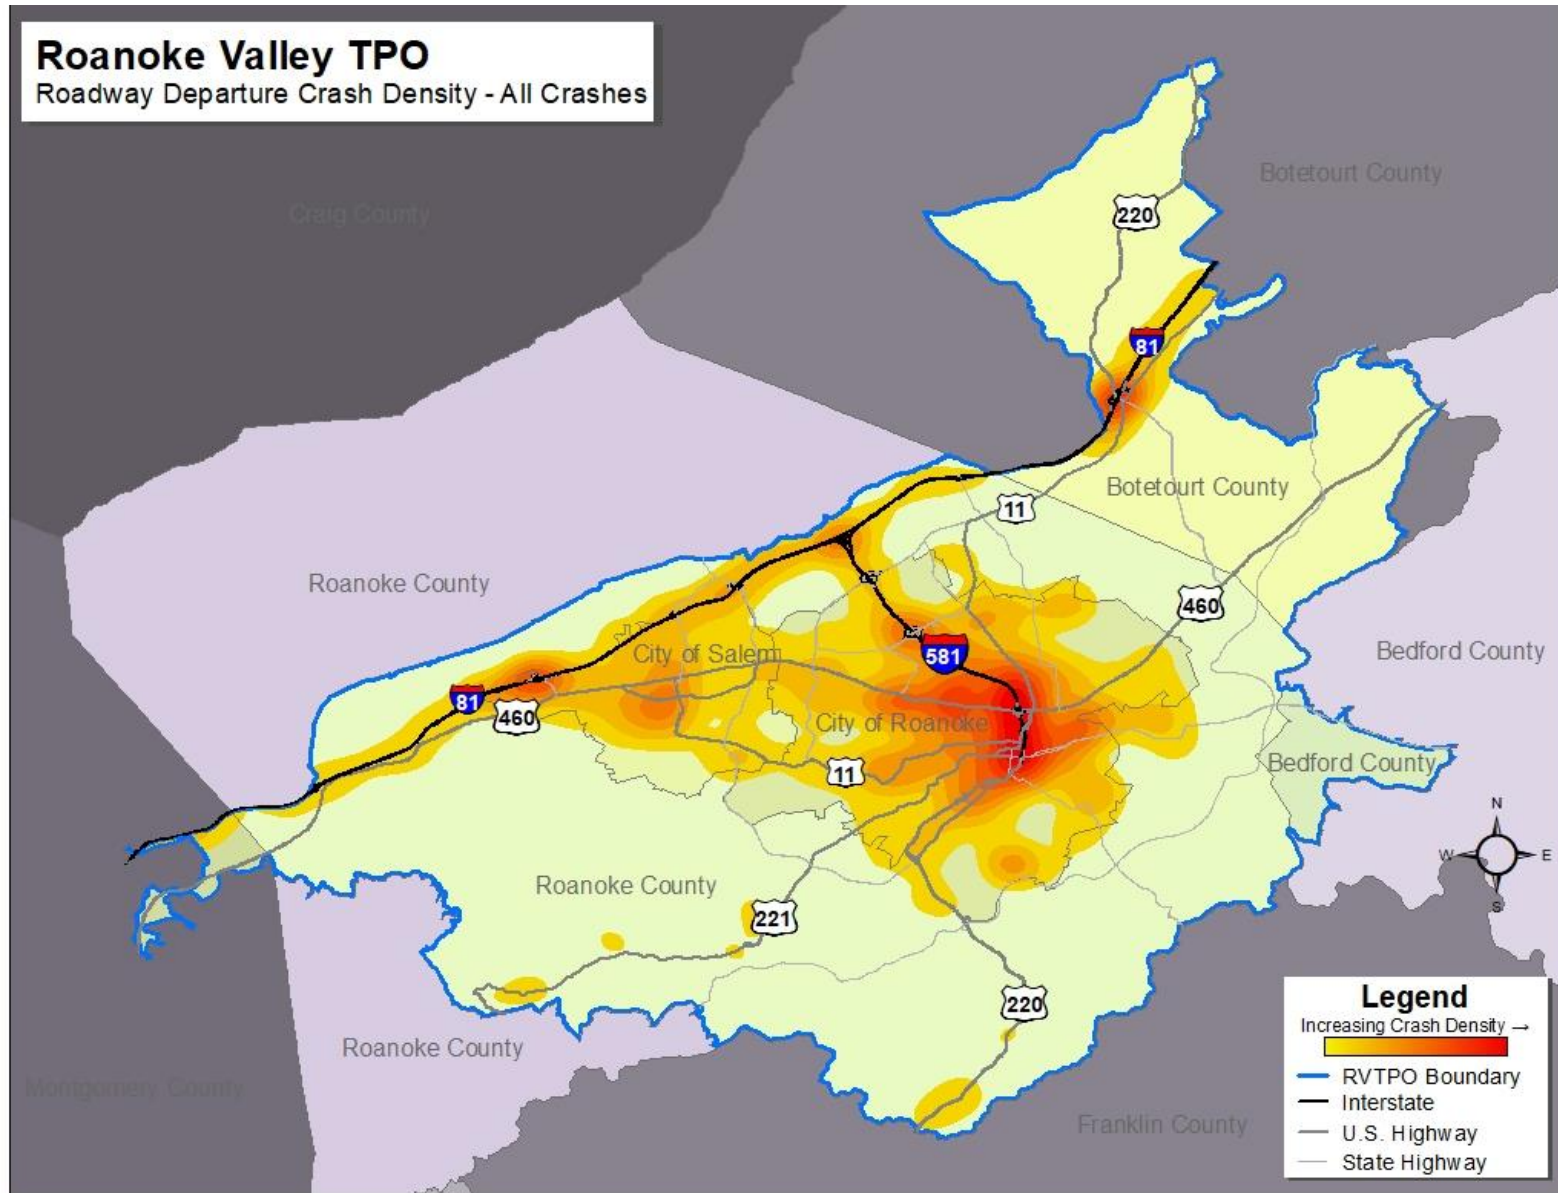 Roanoke Valley TPO
Roadway Departure Crash Density - All Crashes
Botetourt County
Craig County
220
81
Botetourt County
11
Roanoke County
460
City of Salem
581
Bedford County
81
460
City of Roanoke
Bedford County
11
N
W
E
S
Roanoke County
221
220
Roanoke County
Montgomery County
Franklin County
Legend
Increasing Crash Density →
RVTPO Boundary
Interstate
U.S. Highway
State Highway